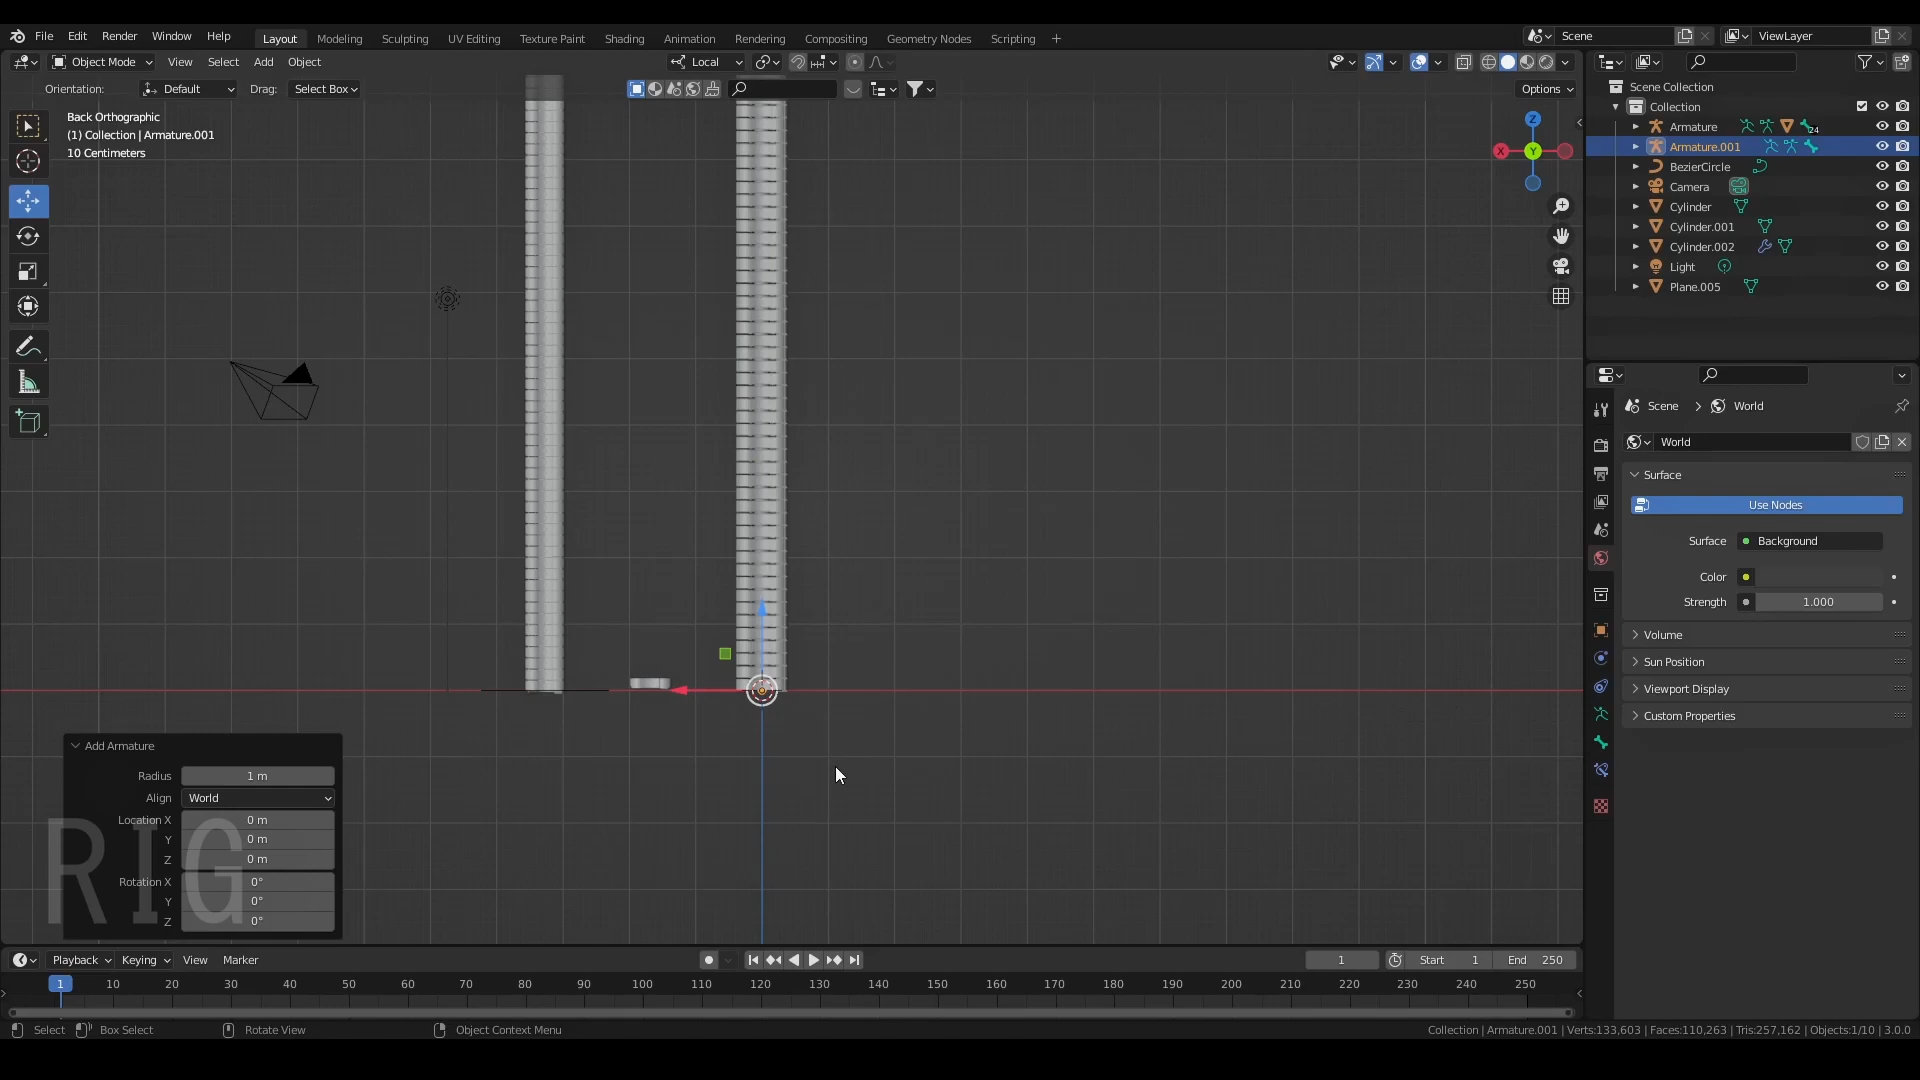 File Edit Render Window Help Layout Modeling Sculpting UV Editing Texture Paint Shading Animation Rendering Compositing Geometry Nodes Scripting + Scene ViewLayer
Object Mode View Select Add Object Local
Orientation: Default Drag: Select Box Options
Back Orthographic
(1) Collection | Armature.001
10 Centimeters
Z
X
Y
Scene Collection
Collection
Armature 24
Armature.001
BezierCircle
Camera
Cylinder
Cylinder.001
Cylinder.002
Light
Plane.005
Scene > World
World
Surface
Use Nodes
Surface Background
Color
Strength 1.000
Volume
Sun Position
Viewport Display
Custom Properties
Add Armature
Radius 1 m
Align World
Location X 0 m
Y 0 m
Z 0 m
Rotation X 0°
Y 0°
Z 0°
RIG
Playback Keying View Marker 1 Start 1 End 250
1 10 20 30 40 50 60 70 80 90 100 110 120 130 140 150 160 170 180 190 200 210 220 230 240 250
Select Box Select Rotate View Object Context Menu Collection | Armature.001 | Verts:133,603 | Faces:110,263 | Tris:257,162 | Objects:1/10 | 3.0.0